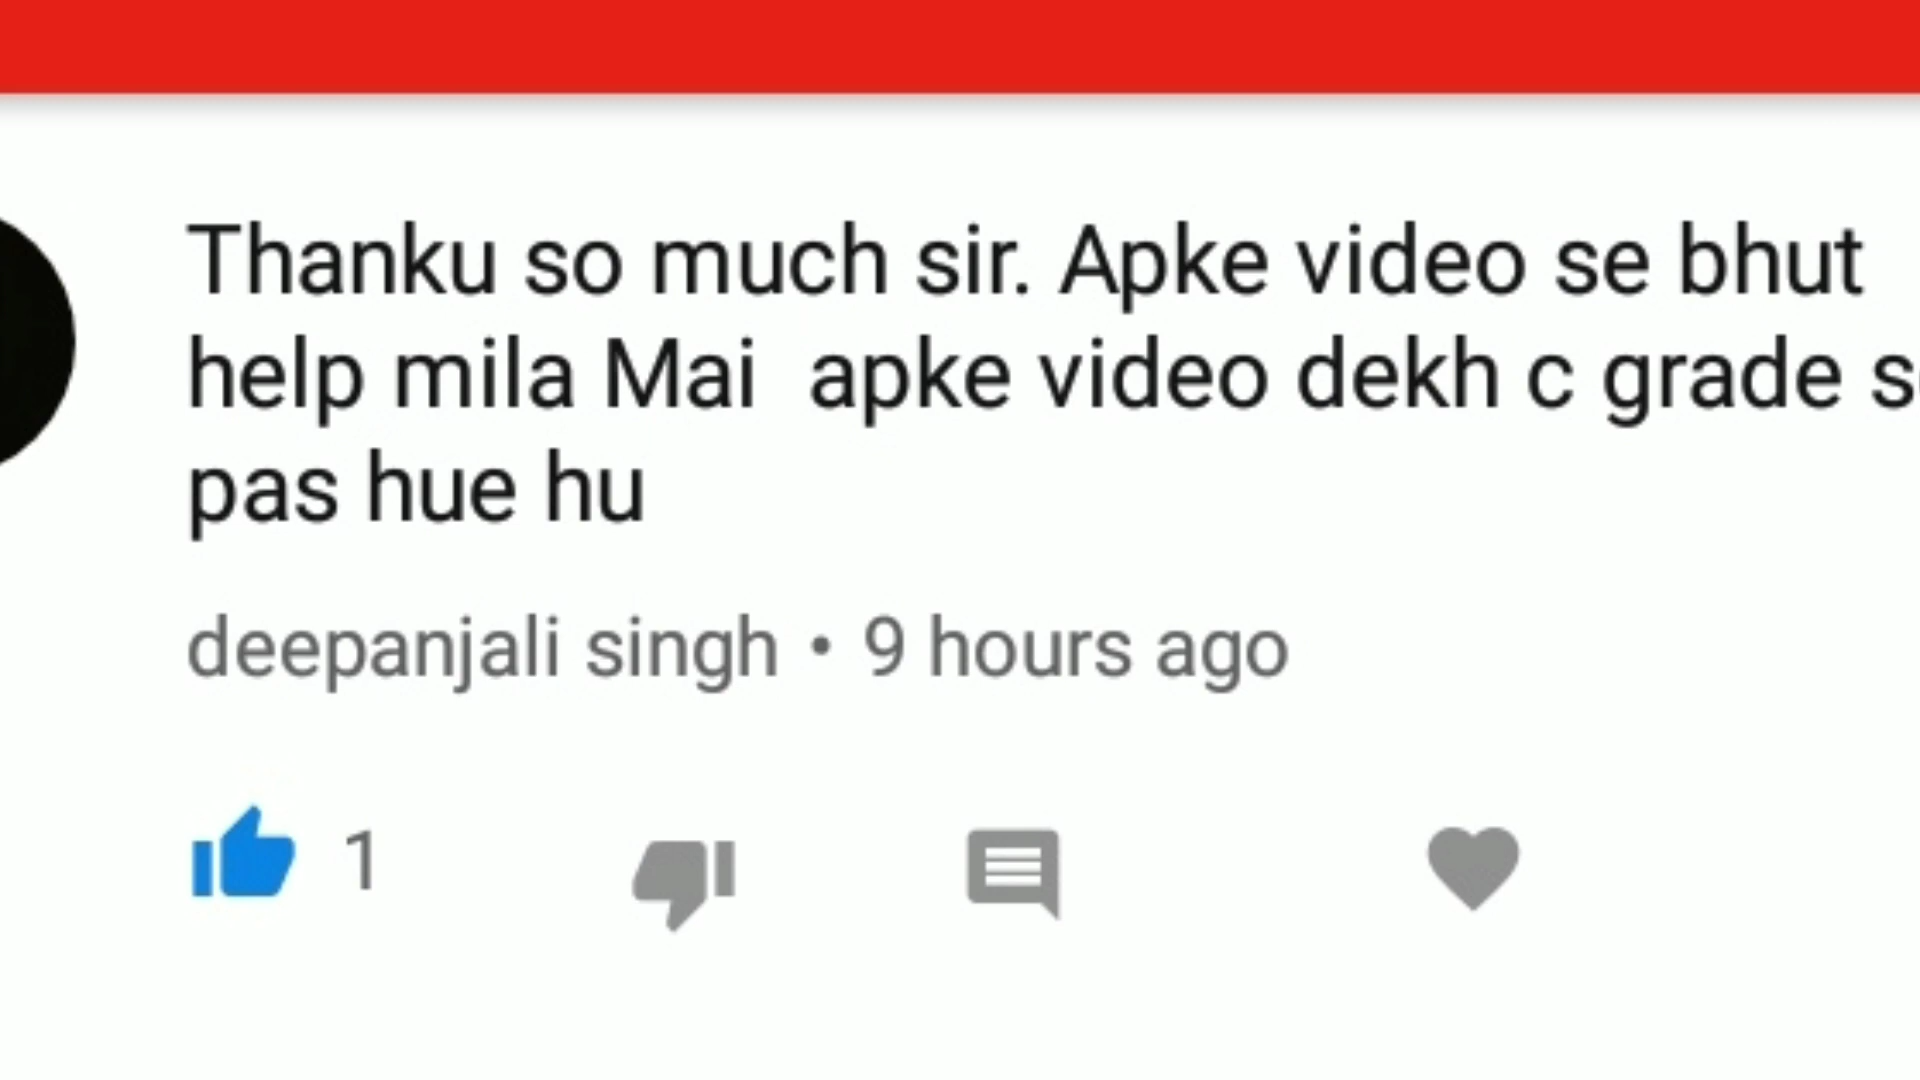 Thanku so much sir. Apke video se bhut
help mila Mai  apke video dekh c grade
pas hue hu
deepanjali singh • 9 hours ago
1